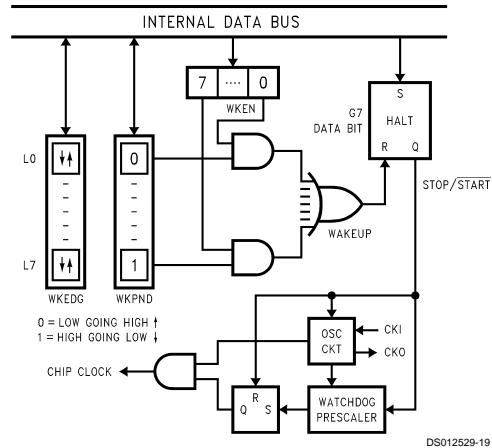 INTERNAL DATA BUS
7 ···· 0
WKEN
S
G7
DATA BIT
HALT
R Q
L0
0
STOP/START
WAKEUP
L7
1
WKEDG
WKPND
0 = LOW GOING HIGH ↑
1 = HIGH GOING LOW ↓
OSC
CKT
CKI
CKO
CHIP CLOCK
R
Q S
WATCHDOG
PRESCALER
DS012529-19